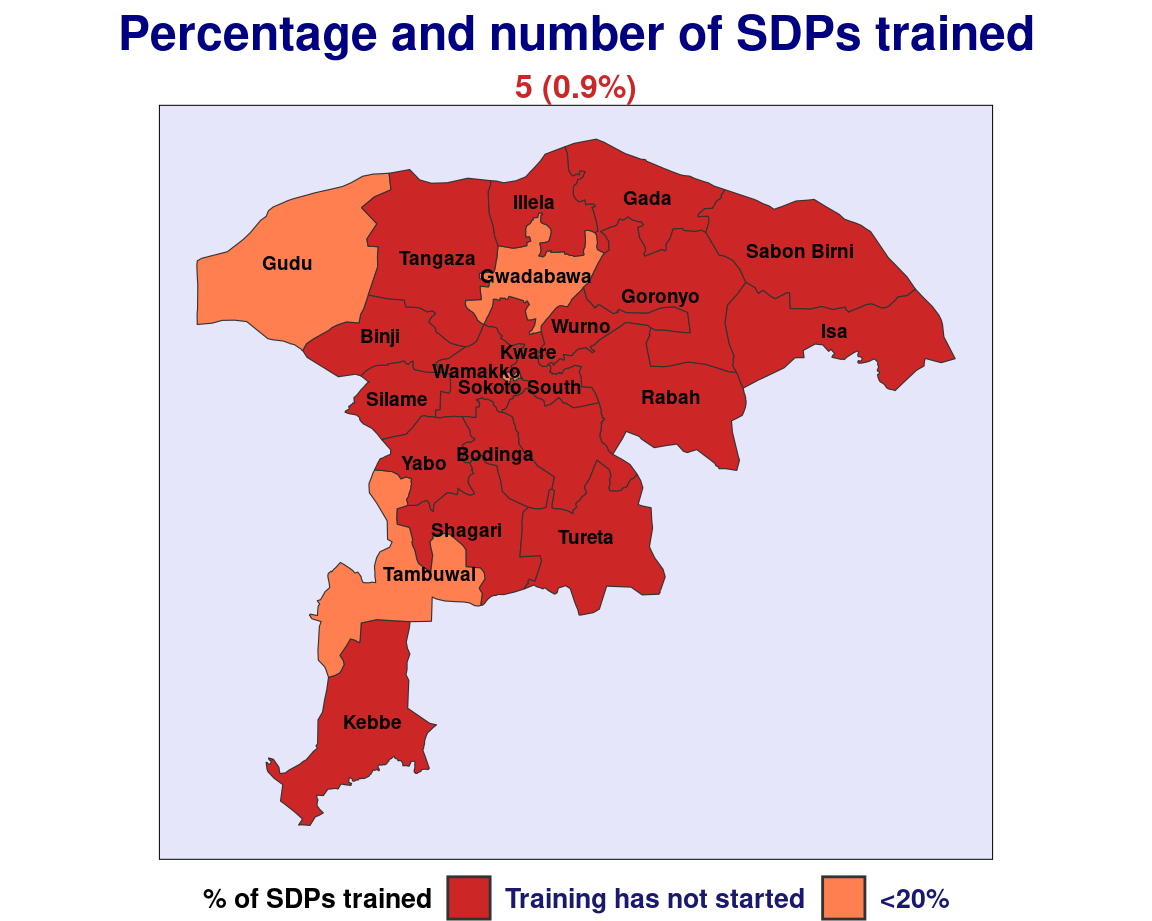 Percentage and number of SDPs trained
5 (0.9%)
Illela
Gada
Sabon Birni
Tangaza
Gudu
Gwadabawa
Goronyo
Wurno
Isa
Binji
Kware
Wamakko
Sokoto South
Silame
Rabah
Bodinga
Yabo
Shagari
Tureta
Tambuwal
Kebbe
% of SDPs trained Training has not started <20%